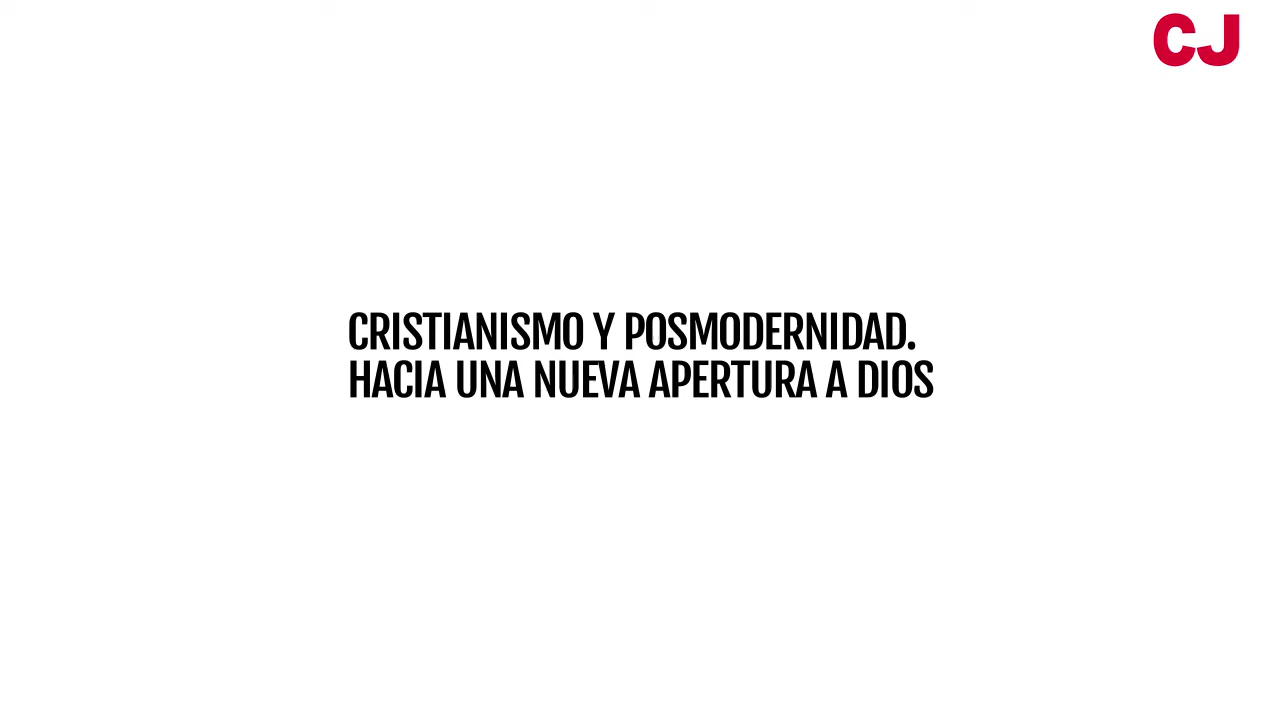 CJ
CRISTIANISMO Y POSMODERNIDAD.
HACIA UNA NUEVA APERTURA A DIOS